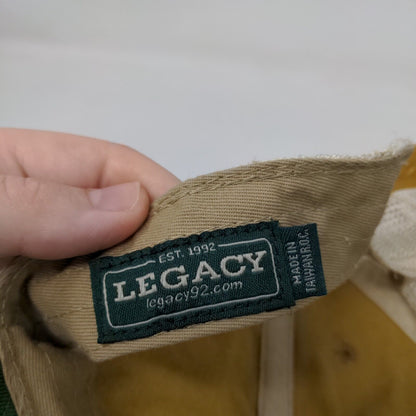 EST. 1992
LEGACY
legacy92.com
MADE IN
TAIWAN R.O.C.